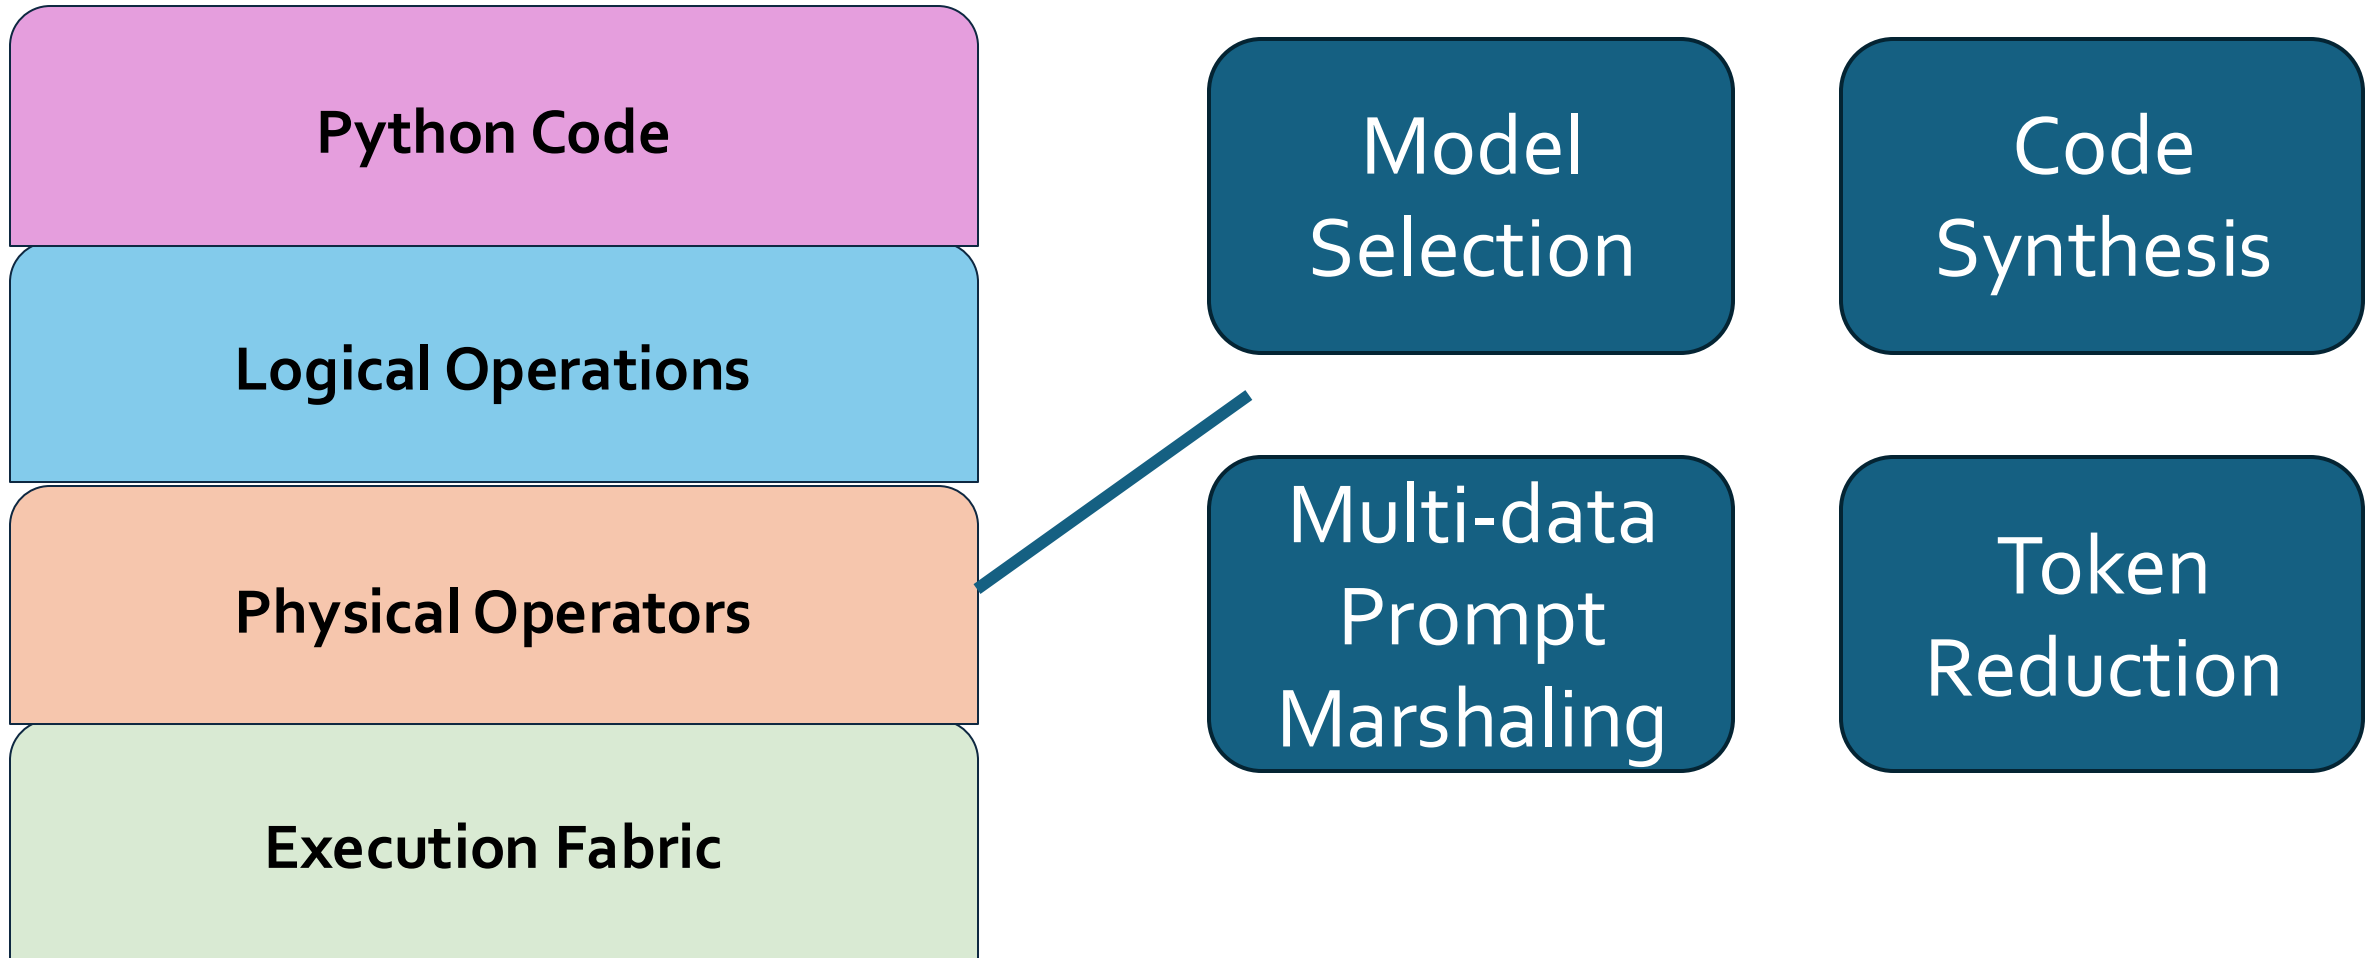 Python Code
Logical Operations
Physical Operators
Execution Fabric
Model
Selection
Code
Synthesis
Multi-data
Prompt
Marshaling
Token
Reduction